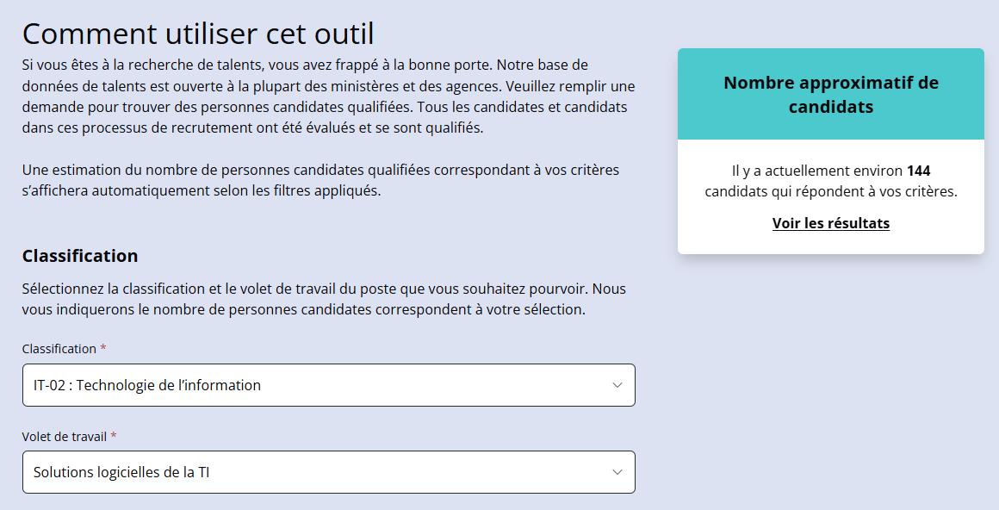 Comment utiliser cet outil
Si vous êtes à la recherche de talents, vous avez frappé à la bonne porte. Notre base de
données de talents est ouverte à la plupart des ministères et des agences. Veuillez remplir une
demande pour trouver des personnes candidates qualifiées. Tous les candidates et candidats
dans ces processus de recrutement ont été évalués et se sont qualifiés.
Une estimation du nombre de personnes candidates qualifiées correspondant à vos critères
s’affichera automatiquement selon les filtres appliqués.
Nombre approximatif de
candidats
Il y a actuellement environ 144
candidats qui répondent à vos critères.
Voir les résultats
Classification
Sélectionnez la classification et le volet de travail du poste que vous souhaitez pourvoir. Nous
vous indiquerons le nombre de personnes candidates correspondent à votre sélection.
Classification *
IT-02 : Technologie de l’information
Volet de travail *
Solutions logicielles de la TI